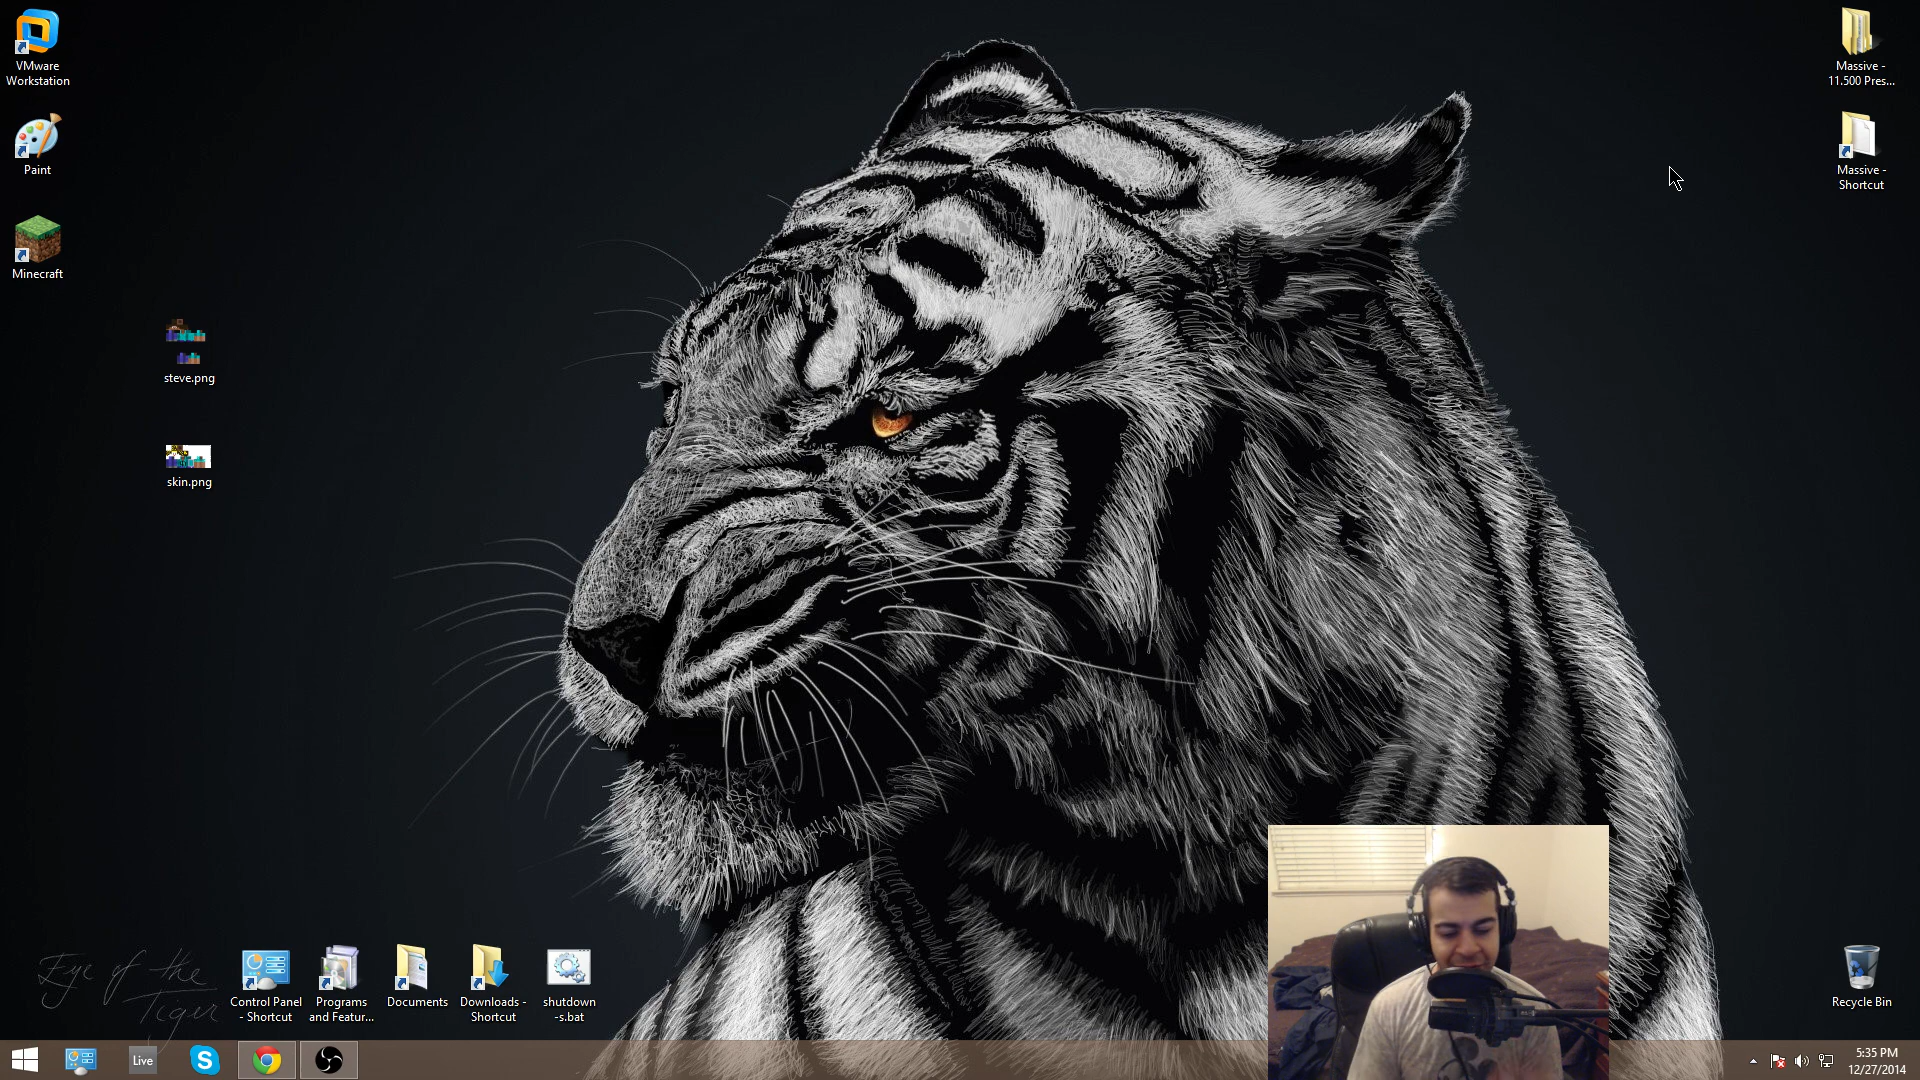 VMware
Workstation
Massive -
11.500 Pres...
Paint
Massive -
Shortcut
Minecraft
steve.png
skin.png
Eye of the
Tiger
Control Panel
- Shortcut
Programs
and Featur...
Documents
Downloads -
Shortcut
shutdown
-s.bat
Recycle Bin
Live
5:35 PM
12/27/2014